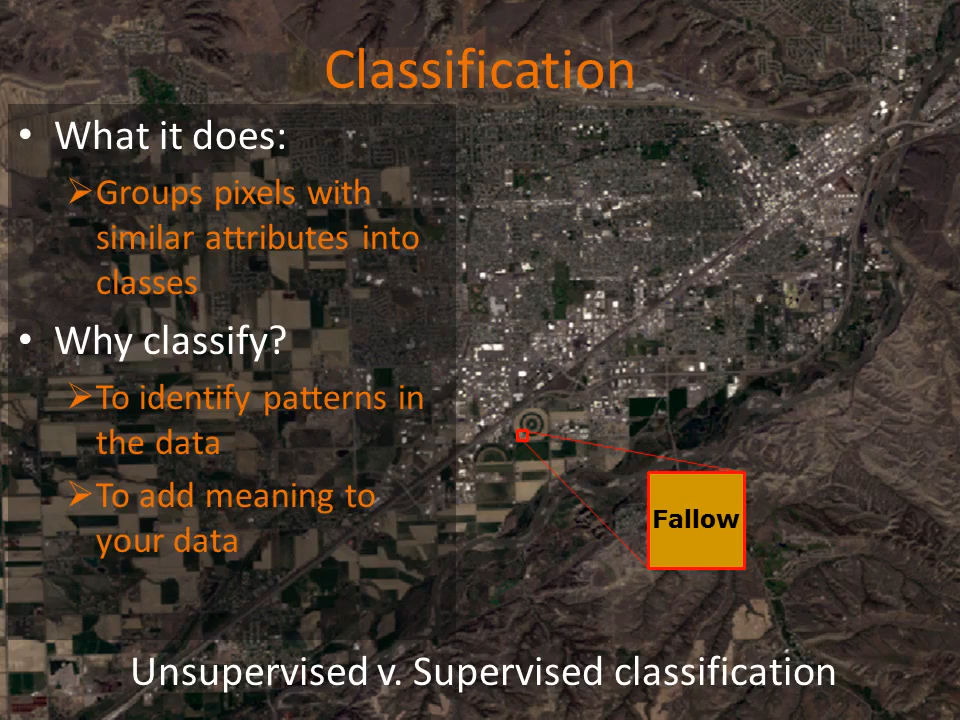 Classification
• What it does:
➢Groups pixels with
similar attributes into
classes
• Why classify?
➢To identify patterns in
the data
➢To add meaning to
your data
Fallow
Unsupervised v. Supervised classification